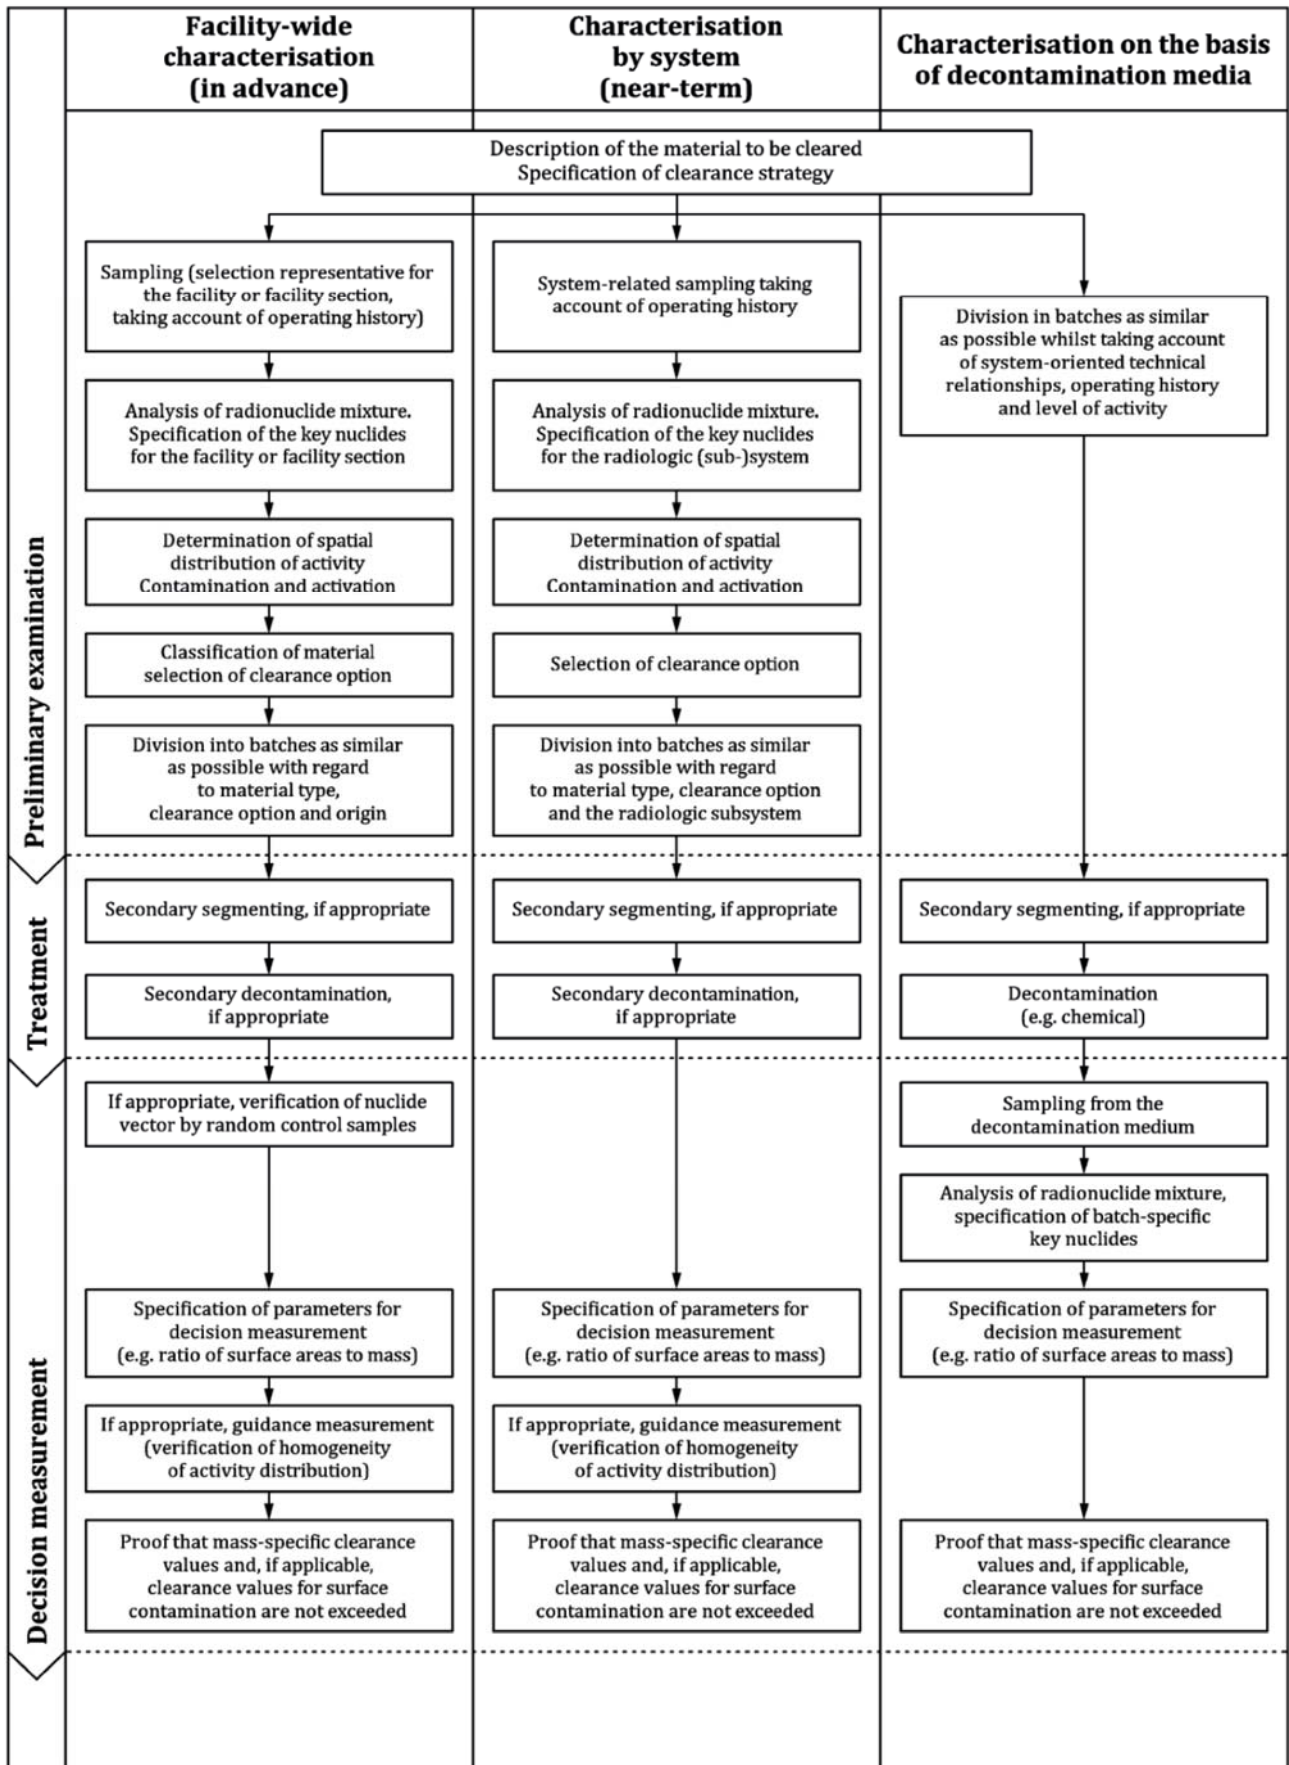 Facility-wide
characterisation
(in advance)
Characterisation
by system
(near-term)
Characterisation on the basis
of decontamination media
Preliminary examination
Description of the material to be cleared
Specification of clearance strategy
Sampling (selection representative for
the facility or facility section,
taking account of operating history)
System-related sampling taking
account of operating history
Division in batches as similar
as possible whilst taking account
of system-oriented technical
relationships, operating history
and level of activity
Analysis of radionuclide mixture.
Specification of the key nuclides
for the facility or facility section
Analysis of radionuclide mixture.
Specification of the key nuclides
for the radiologic (sub-)system
Determination of spatial
distribution of activity
Contamination and activation
Determination of spatial
distribution of activity
Contamination and activation
Classification of material
selection of clearance option
Selection of clearance option
Division into batches as similar
as possible with regard
to material type,
clearance option and origin
Division into batches as similar
as possible with regard
to material type, clearance option
and the radiologic subsystem
Treatment
Secondary segmenting, if appropriate
Secondary segmenting, if appropriate
Secondary segmenting, if appropriate
Secondary decontamination,
if appropriate
Secondary decontamination,
if appropriate
Decontamination
(e.g. chemical)
Decision measurement
If appropriate, verification of nuclide
vector by random control samples
Sampling from the
decontamination medium
Analysis of radionuclide mixture,
specification of batch-specific
key nuclides
Specification of parameters for
decision measurement
(e.g. ratio of surface areas to mass)
Specification of parameters for
decision measurement
(e.g. ratio of surface areas to mass)
Specification of parameters for
decision measurement
(e.g. ratio of surface areas to mass)
If appropriate, guidance measurement
(verification of homogeneity
of activity distribution)
If appropriate, guidance measurement
(verification of homogeneity
of activity distribution)
Proof that mass-specific clearance
values and, if applicable,
clearance values for surface
contamination are not exceeded
Proof that mass-specific clearance
values and, if applicable,
clearance values for surface
contamination are not exceeded
Proof that mass-specific clearance
values and, if applicable,
clearance values for surface
contamination are not exceeded